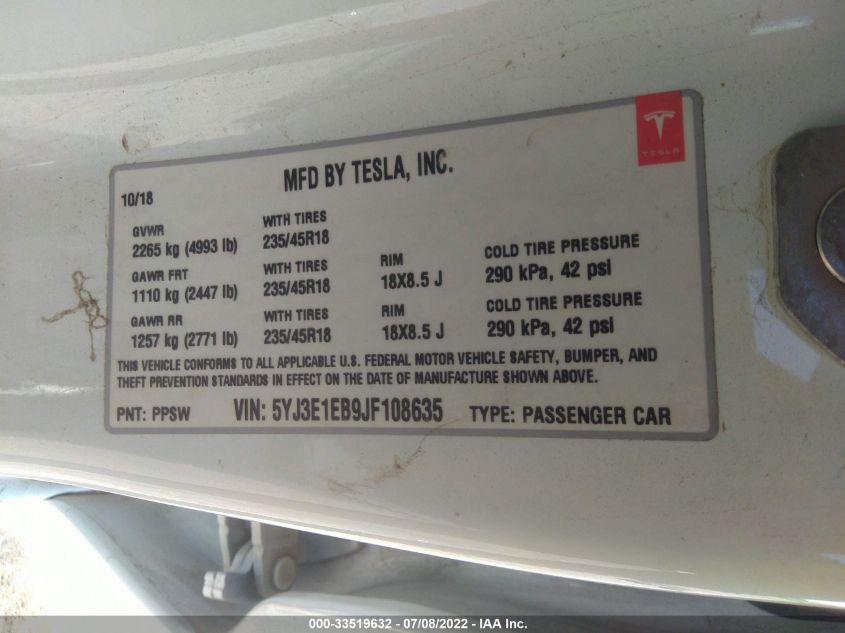 TESLA
MFD BY TESLA, INC.
10/18
GVWR WITH TIRES
2265 kg (4993 lb) 235/45R18
GAWR FRT WITH TIRES RIM COLD TIRE PRESSURE
1110 kg (2447 lb) 235/45R18 18X8.5 J 290 kPa, 42 psi
GAWR RR WITH TIRES RIM COLD TIRE PRESSURE
1257 kg (2771 lb) 235/45R18 18X8.5 J 290 kPa, 42 psi
THIS VEHICLE CONFORMS TO ALL APPLICABLE U.S. FEDERAL MOTOR VEHICLE SAFETY, BUMPER, AND
THEFT PREVENTION STANDARDS IN EFFECT ON THE DATE OF MANUFACTURE SHOWN ABOVE.
PNT: PPSW VIN: 5YJ3E1EB9JF108635 TYPE: PASSENGER CAR
000-33519632 - 07/08/2022 - IAA Inc.